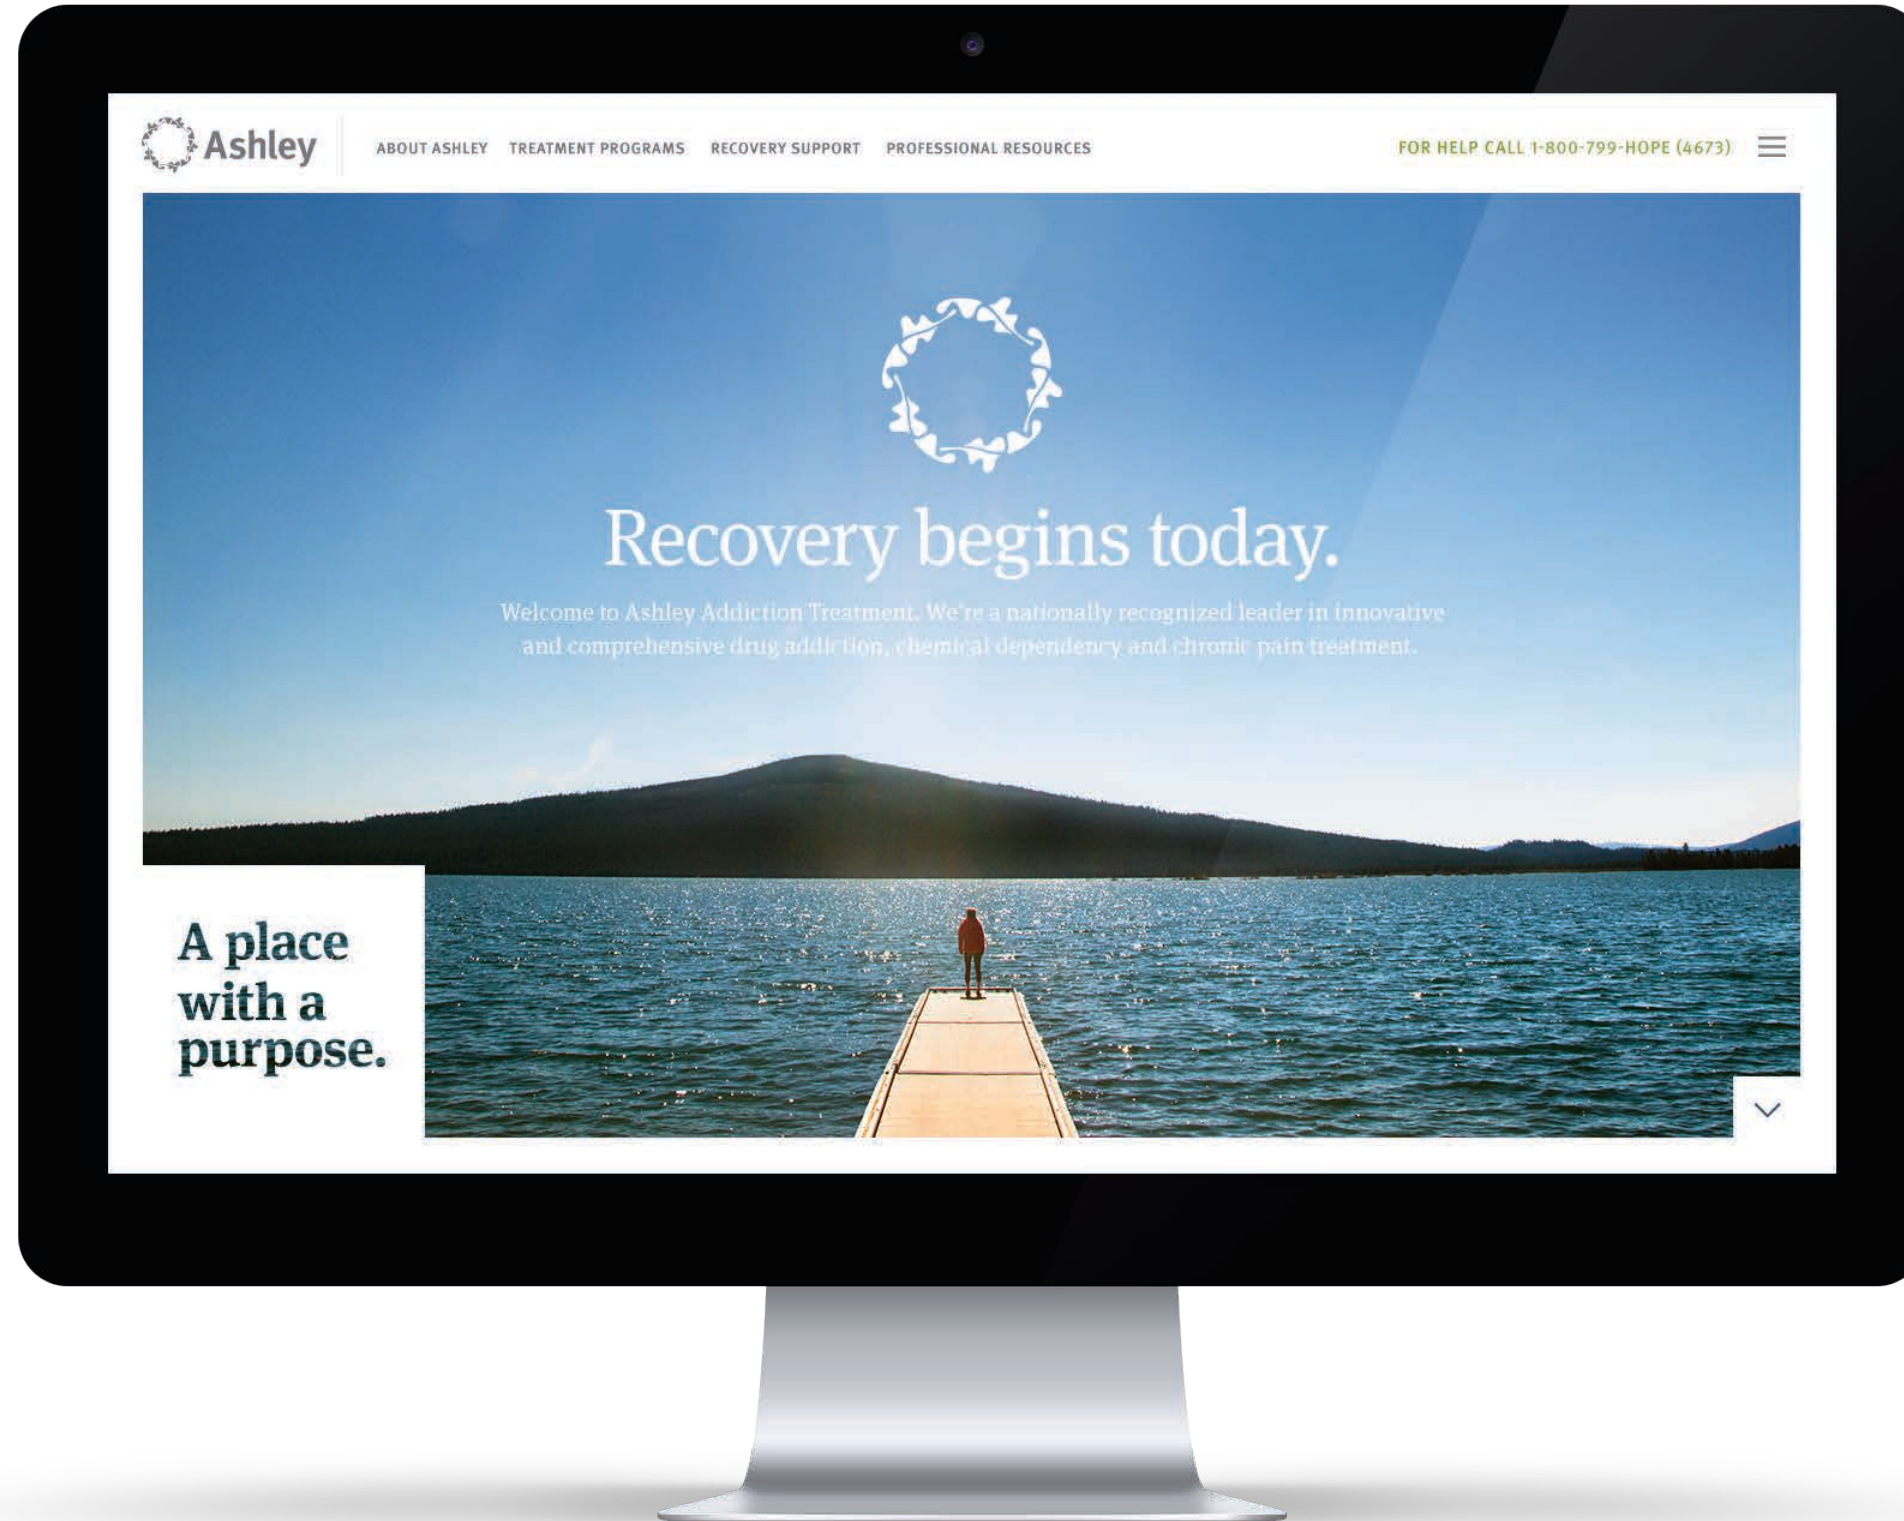 Ashley
ABOUT ASHLEY TREATMENT PROGRAMS RECOVERY SUPPORT PROFESSIONAL RESOURCES
FOR HELP CALL 1-800-799-HOPE (4673)
Recovery begins today.
Welcome to Ashley Addiction Treatment. We're a nationally recognized leader in innovative
and comprehensive drug addiction, chemical dependency and chronic pain treatment.
A place
with a
purpose.